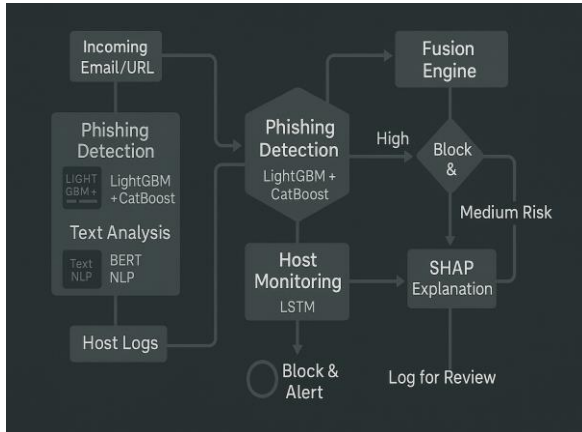 Incoming
Email/URL
Phishing
Detection
LIGHT
GBM+
LightGBM
+CatBoost
Text Analysis
Text
NLP
BERT
NLP
Host Logs
Phishing
Detection
LightGBM +
CatBoost
Host
Monitoring
LSTM
Block &
Alert
Fusion
Engine
High
Block
&
Medium Risk
SHAP
Explanation
Log for Review